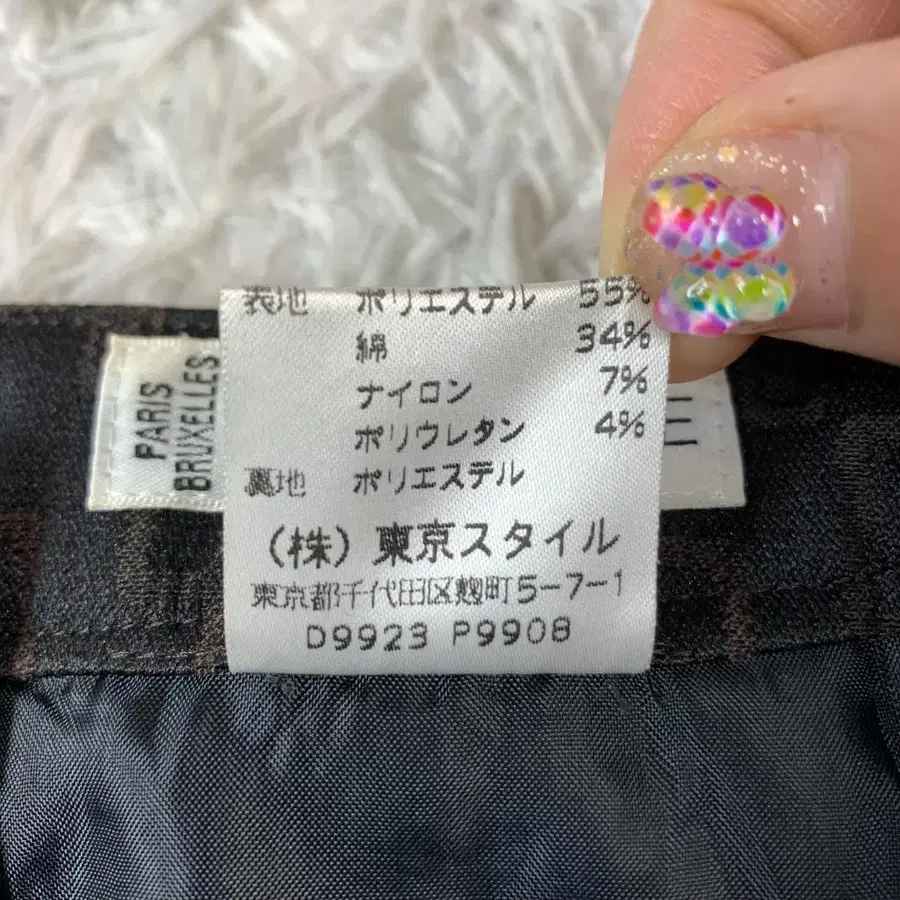 表地 ポリエステル 55%
綿 34%
ナイロン 7%
ポリウレタン 4%
裏地 ポリエステル
(株) 東京スタイル
東京都千代田区麹町5-7-1
D9923 P9908
PARIS
BRUXELLES